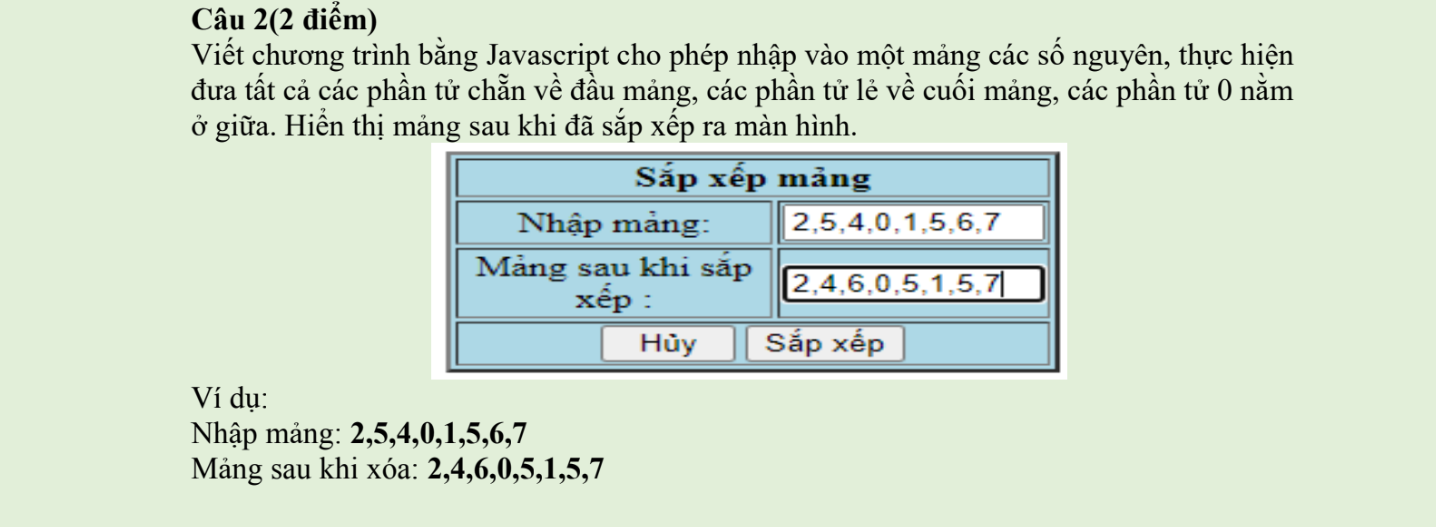 Câu 2(2 điểm)
Viết chương trình bằng Javascript cho phép nhập vào một mảng các số nguyên, thực hiện
đưa tất cả các phần tử chẵn về đầu mảng, các phần tử lẻ về cuối mảng, các phần tử 0 nằm
ở giữa. Hiển thị mảng sau khi đã sắp xếp ra màn hình.
Sắp xếp mảng
Nhập mảng: 2,5,4,0,1,5,6,7
Mảng sau khi sắp
xếp : 2,4,6,0,5,1,5,7
Hủy Sắp xếp
Ví dụ:
Nhập mảng: 2,5,4,0,1,5,6,7
Mảng sau khi xóa: 2,4,6,0,5,1,5,7